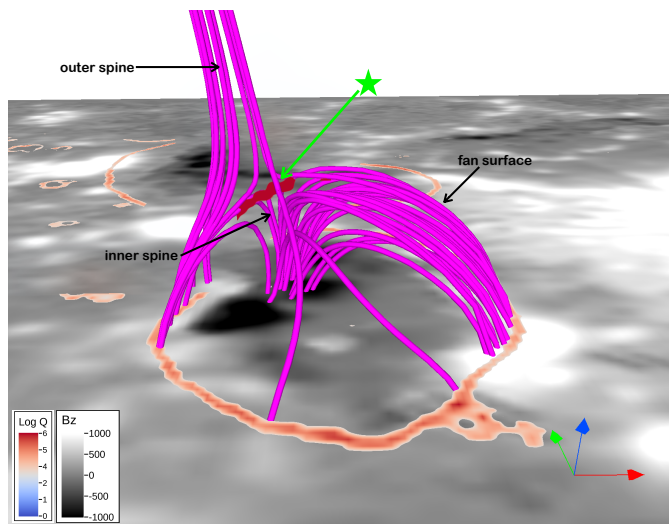 outer spine
fan surface
inner spine
Log Q
6
5
4
2
1
0
Bz
1000
500
0
-500
-1000